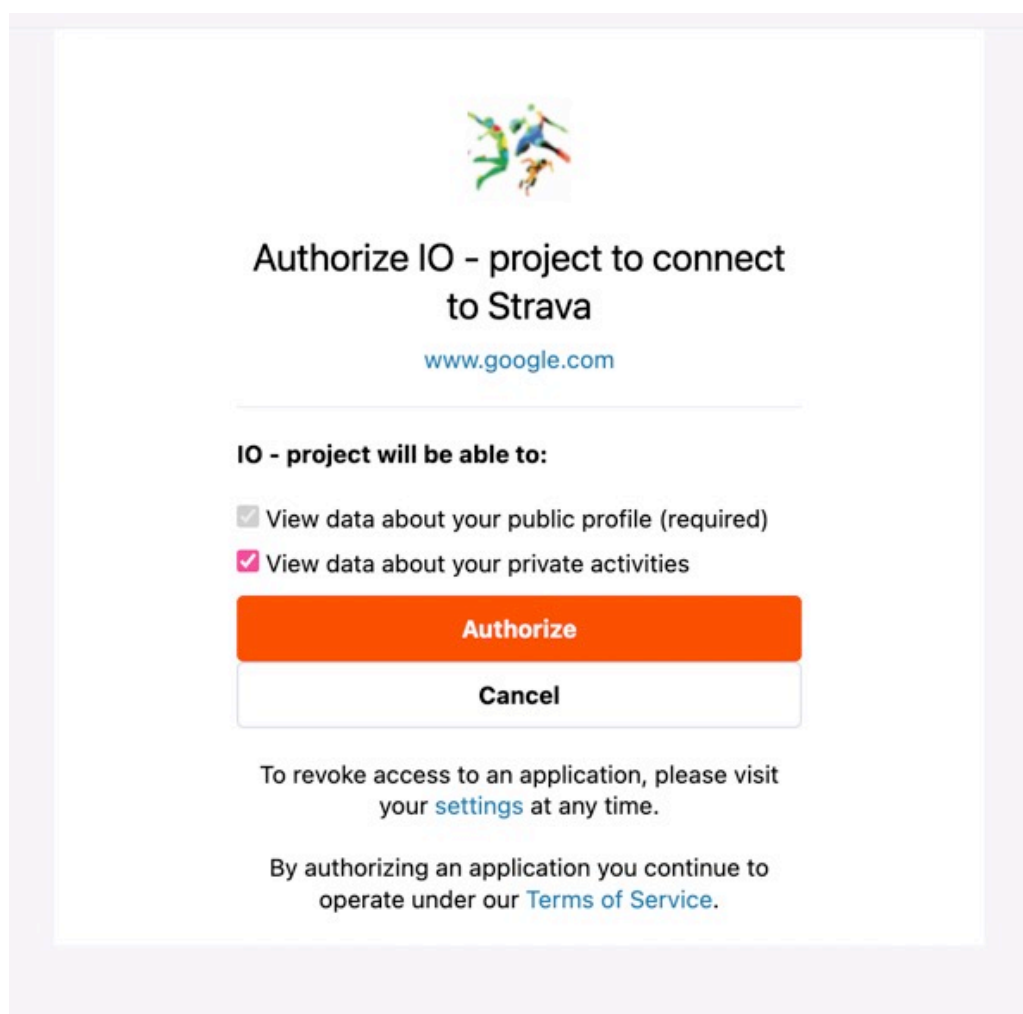 Authorize IO - project to connect
to Strava
www.google.com
IO - project will be able to:
View data about your public profile (required)
View data about your private activities
Authorize
Cancel
To revoke access to an application, please visit
your settings at any time.
By authorizing an application you continue to
operate under our Terms of Service.